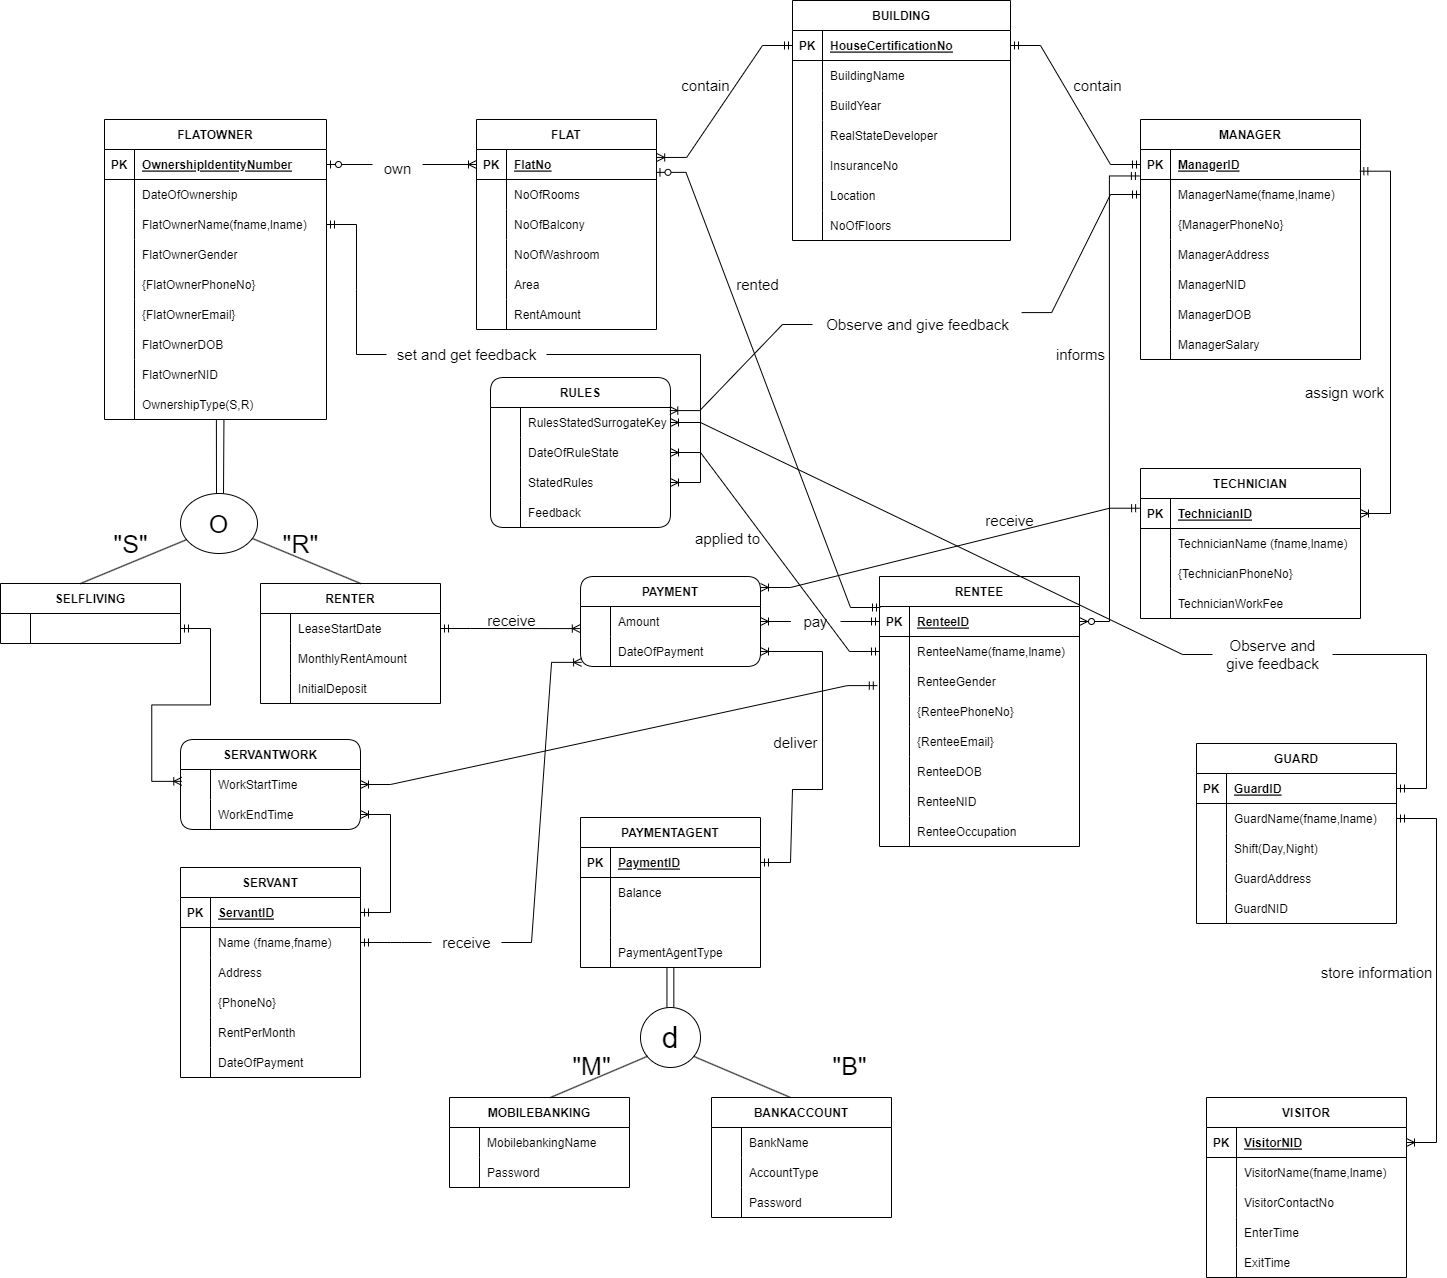 BUILDING
PK HouseCertificationNo
BuildingName
BuildYear
RealStateDeveloper
InsuranceNo
Location
NoOfFloors
contain
contain
FLATOWNER
PK OwnershipIdentityNumber
DateOfOwnership
FlatOwnerName(fname,lname)
FlatOwnerGender
{FlatOwnerPhoneNo}
{FlatOwnerEmail}
FlatOwnerDOB
FlatOwnerNID
OwnershipType(S,R)
own
FLAT
PK FlatNo
NoOfRooms
NoOfBalcony
NoOfWashroom
Area
RentAmount
MANAGER
PK ManagerID
ManagerName(fname,lname)
{ManagerPhoneNo}
ManagerAddress
ManagerNID
ManagerDOB
ManagerSalary
rented
Observe and give feedback
informs
set and get feedback
assign work
RULES
RulesStatedSurrogateKey
DateOfRuleState
StatedRules
Feedback
TECHNICIAN
PK TechnicianID
TechnicianName (fname,lname)
{TechnicianPhoneNo}
TechnicianWorkFee
receive
applied to
O
"S"
"R"
SELFLIVING
RENTER
LeaseStartDate
MonthlyRentAmount
InitialDeposit
receive
PAYMENT
Amount
DateOfPayment
pay
RENTEE
PK RenteeID
RenteeName(fname,lname)
RenteeGender
{RenteePhoneNo}
{RenteeEmail}
RenteeDOB
RenteeNID
RenteeOccupation
Observe and
give feedback
deliver
SERVANTWORK
WorkStartTime
WorkEndTime
GUARD
PK GuardID
GuardName(fname,lname)
Shift(Day,Night)
GuardAddress
GuardNID
PAYMENTAGENT
PK PaymentID
Balance
PaymentAgentType
SERVANT
PK ServantID
Name (fname,fname)
Address
{PhoneNo}
RentPerMonth
DateOfPayment
receive
store information
d
"M"
"B"
MOBILEBANKING
MobilebankingName
Password
BANKACCOUNT
BankName
AccountType
Password
VISITOR
PK VisitorNID
VisitorName(fname,lname)
VisitorContactNo
EnterTime
ExitTime